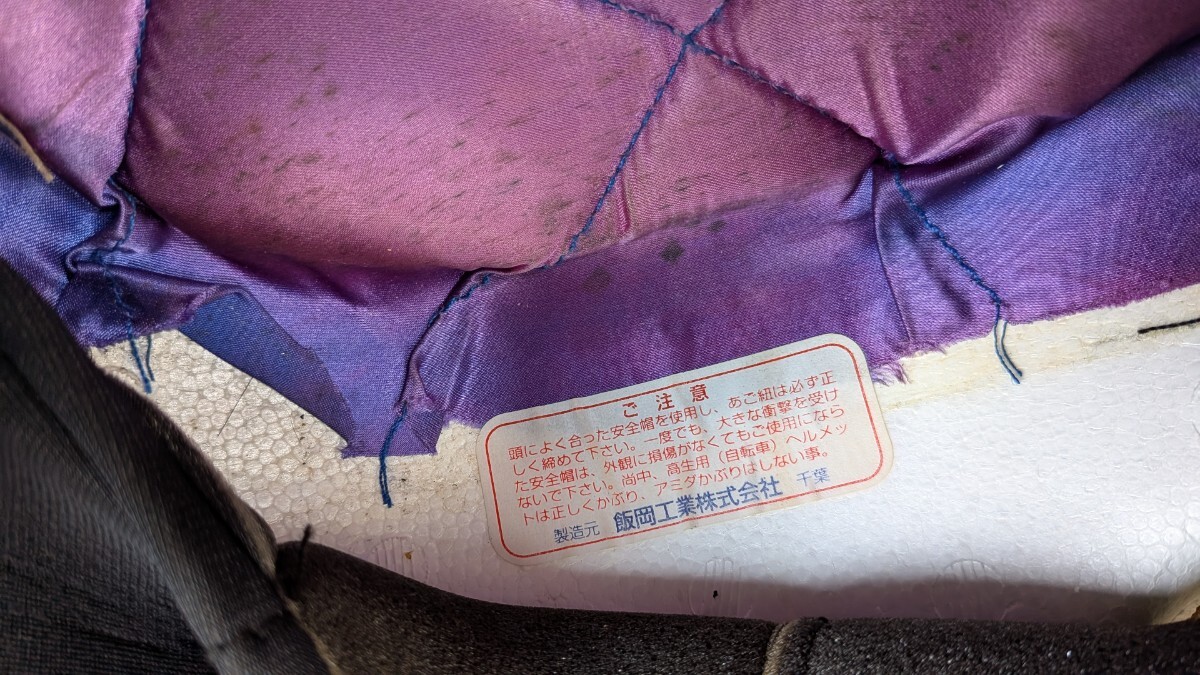 ご注意
頭によく合った安全帽を使用し、あご紐は必ず正
しく締めて下さい。一度でも、大きな衝撃を受け
た安全帽は、外観に損傷がなくてもご使用になら
ないで下さい。尚中、高生用（自転車）ヘルメッ
トは正しくかぶり、アミダかぶりはしない事。
製造元 飯岡工業株式会社 千葉